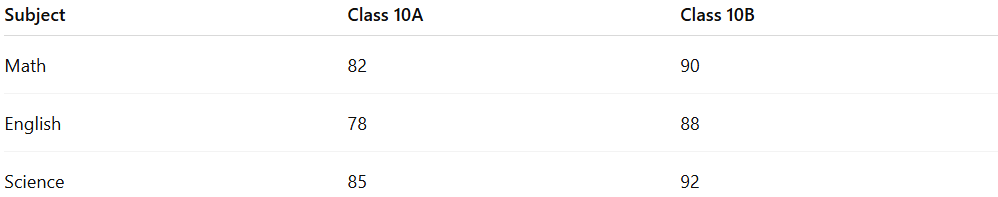 Subject Class 10A Class 10B
Math 82 90
English 78 88
Science 85 92